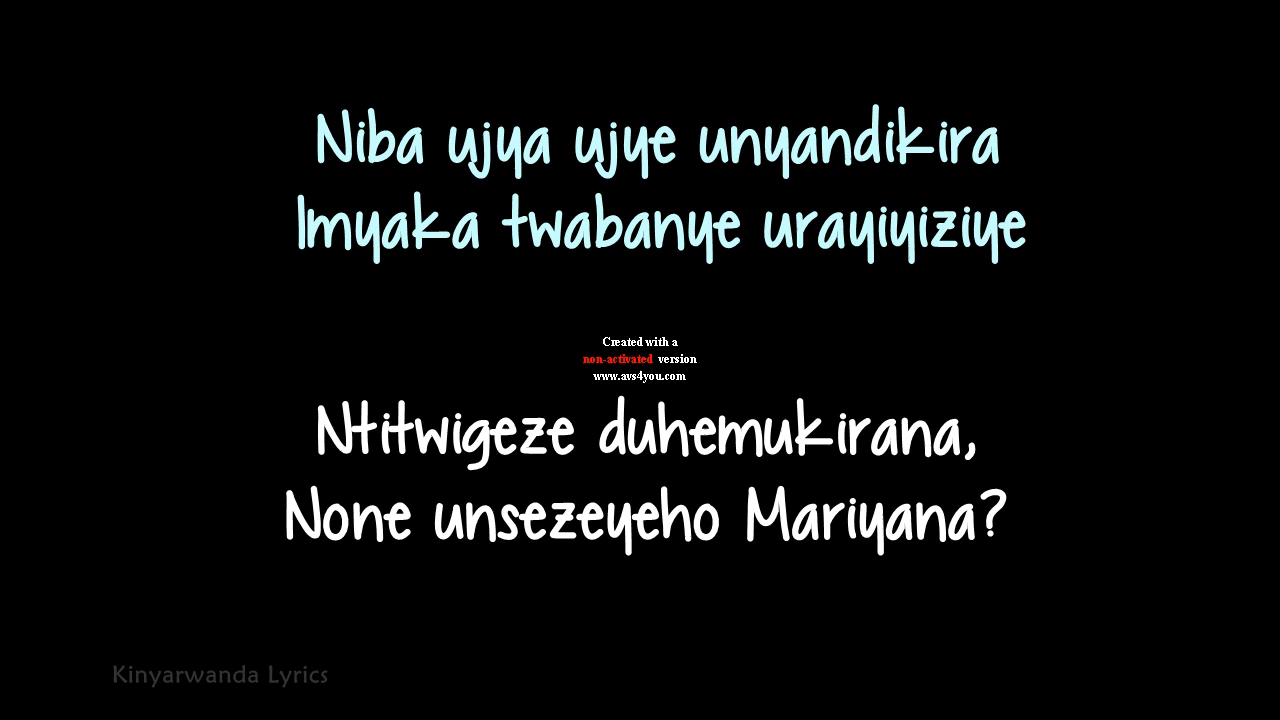 Niba ujya ujye unyandikira
Imyaka twabanye urayiyiziye
Created with a
non-activated version
www.avs4you.com
Ntitwigeze duhemukirana,
None unsezeyeho Mariyana?
Kinyarwanda Lyrics